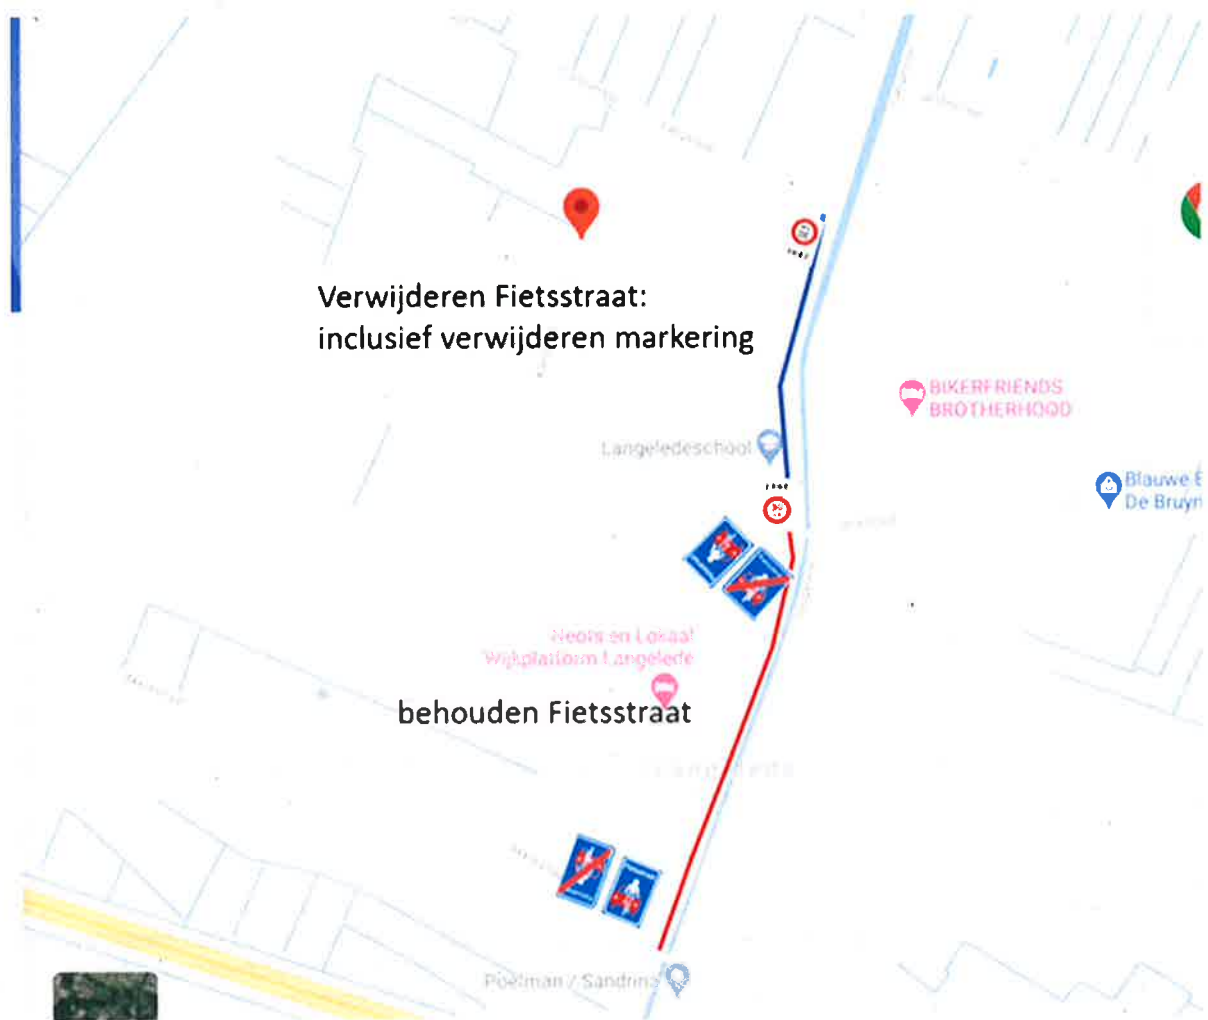 Verwijderen Fietsstraat:
inclusief verwijderen markering
BIKERFRIENDS
BROTHERHOOD
Langeledeschool
Blauwe
De Bruyn
en Lokaal
Wijkplatform Langelede
behouden Fietsstraat
Poelman / Sandrina